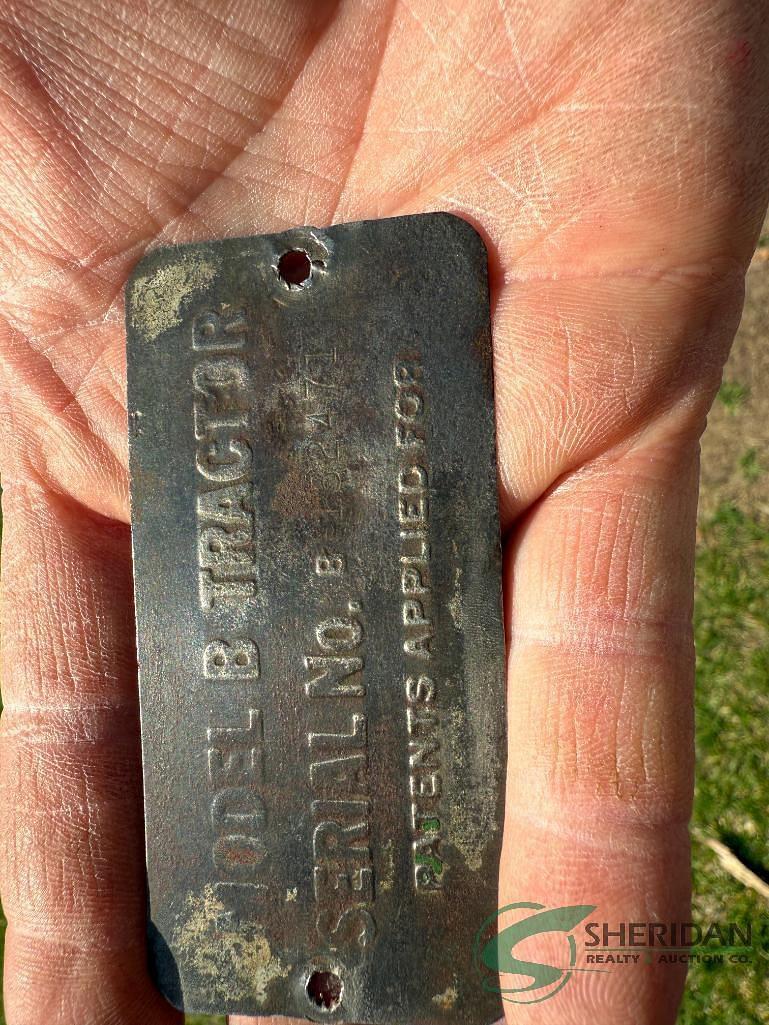 MODEL B TRACTOR
SERIAL No. B
PATENTS APPLIED FOR
SHERIDAN
REALTY & AUCTION CO.